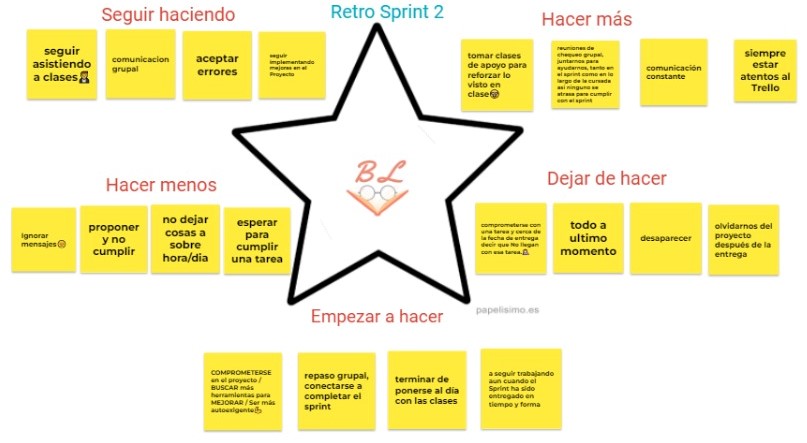 Retro Sprint 2
Seguir haciendo
seguir
asistiendo
a clases
comunicacion
grupal
aceptar
errores
seguir
implementando
mejoras en el
Proyecto
Hacer más
tomar clases
de apoyo para
reforzar lo
visto en
clase
reuniones de
chequeo grupal,
juntarnos para
ayudarnos, tanto en
el sprint como en lo
largo de la cursada
asi ninguno se
atrasa para cumplir
con el sprint
comunicación
constante
siempre
estar
atentos al
Trello
BL
Hacer menos
Ignorar
mensajes
proponer
y no
cumplir
no dejar
cosas a
sobre
hora/dia
esperar
para
cumplir
una tarea
Dejar de hacer
comprometerse con
una tarea y cerca de
la fecha de entrega
decir que No llegan
con esa tarea.
todo a
ultimo
momento
desaparecer
olvidarnos del
proyecto
después de la
entrega
papelisimo.es
Empezar a hacer
COMPROMETERSE
en el proyecto /
BUSCAR más
herramientas para
MEJORAR / Ser más
autoexigente
repaso grupal,
conectarse a
completar el
sprint
terminar de
ponerse al día
con las clases
a seguir trabajando
aun cuando el
Sprint ha sido
entregado en
tiempo y forma